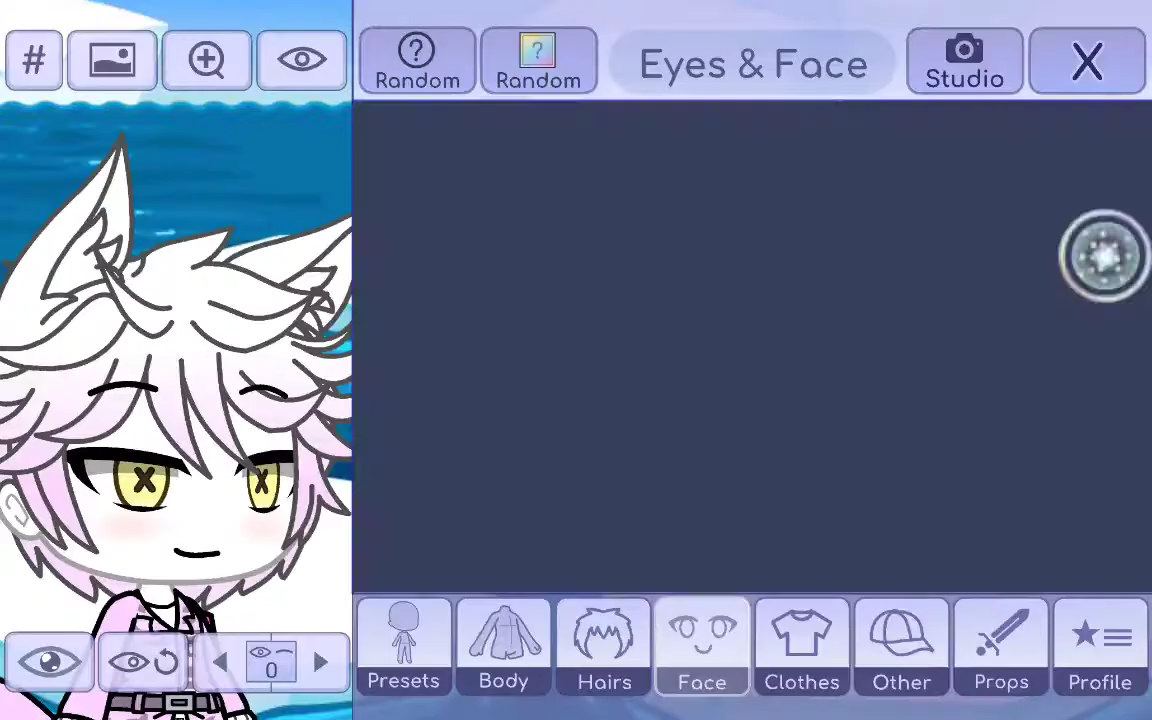 #
? Random
? Random
Eyes & Face
Studio
X
0
Presets
Body
Hairs
Face
Clothes
Other
Props
Profile